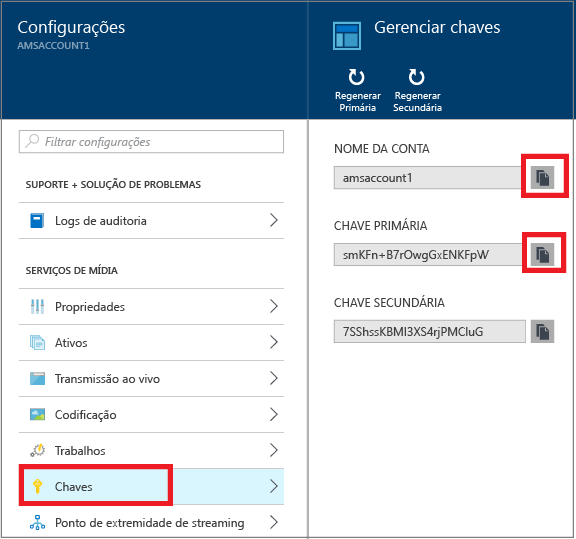 Configurações
AMSACCOUNT1
Filtrar configurações
SUPORTE + SOLUÇÃO DE PROBLEMAS
Logs de auditoria
SERVIÇOS DE MÍDIA
Propriedades
Ativos
Transmissão ao vivo
Codificação
Trabalhos
Chaves
Ponto de extremidade de streaming
Gerenciar chaves
Regenerar
Primária
Regenerar
Secundária
NOME DA CONTA
amsaccount1
CHAVE PRIMÁRIA
smKFn+B7rOwgGxENKFpW
CHAVE SECUNDÁRIA
7SShssKBMI3XS4rjPMCluG